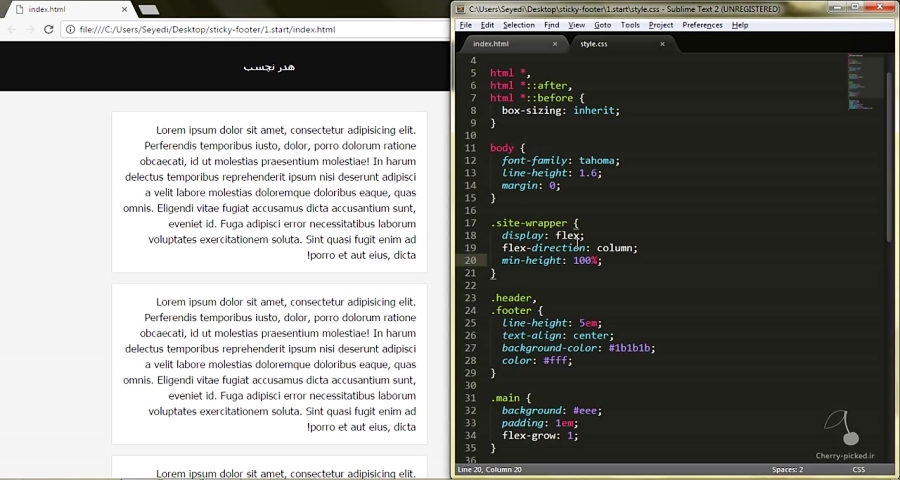 index.html
file:///C:/Users/Seyedi/Desktop/sticky-footer/1.start/index.html
هدر نچسب
Lorem ipsum dolor sit amet, consectetur adipisicing elit.
Perferendis temporibus iusto, dolor, porro dolorum ratione
obcaecati, id ut molestias praesentium molestiae! In harum
delectus temporibus reprehenderit ipsum nisi deserunt adipisci
a velit labore molestias doloremque doloribus eaque, quas
omnis. Eligendi vitae fugiat accusamus dicta accusantium sunt,
eveniet id. Fuga adipisci error necessitatibus laborum
voluptates exercitationem soluta. Sint quasi fugit enim ad
!porro et aut eius, dicta
Lorem ipsum dolor sit amet, consectetur adipisicing elit.
Perferendis temporibus iusto, dolor, porro dolorum ratione
obcaecati, id ut molestias praesentium molestiae! In harum
delectus temporibus reprehenderit ipsum nisi deserunt adipisci
a velit labore molestias doloremque doloribus eaque, quas
omnis. Eligendi vitae fugiat accusamus dicta accusantium sunt,
eveniet id. Fuga adipisci error necessitatibus laborum
voluptates exercitationem soluta. Sint quasi fugit enim ad
!porro et aut eius, dicta
Lorem ipsum dolor sit amet, consectetur adipisicing elit.
C:\Users\Seyedi\Desktop\sticky-footer\1.start\style.css - Sublime Text 2 (UNREGISTERED)
File Edit Selection Find View Goto Tools Project Preferences Help
index.html style.css
4
5 html *,
6 html *::after,
7 html *::before {
8 box-sizing: inherit;
9 }
10
11 body {
12 font-family: tahoma;
13 line-height: 1.6;
14 margin: 0;
15 }
16
17 .site-wrapper {
18 display: flex;
19 flex-direction: column;
20 min-height: 100%;
21 }
22
23 .header,
24 .footer {
25 line-height: 5em;
26 text-align: center;
27 background-color: #1b1b1b;
28 color: #fff;
29 }
30
31 .main {
32 background: #eee;
33 padding: 1em;
34 flex-grow: 1;
35 }
36
Cherry-picked.ir
Line 20, Column 20 Spaces: 2 CSS